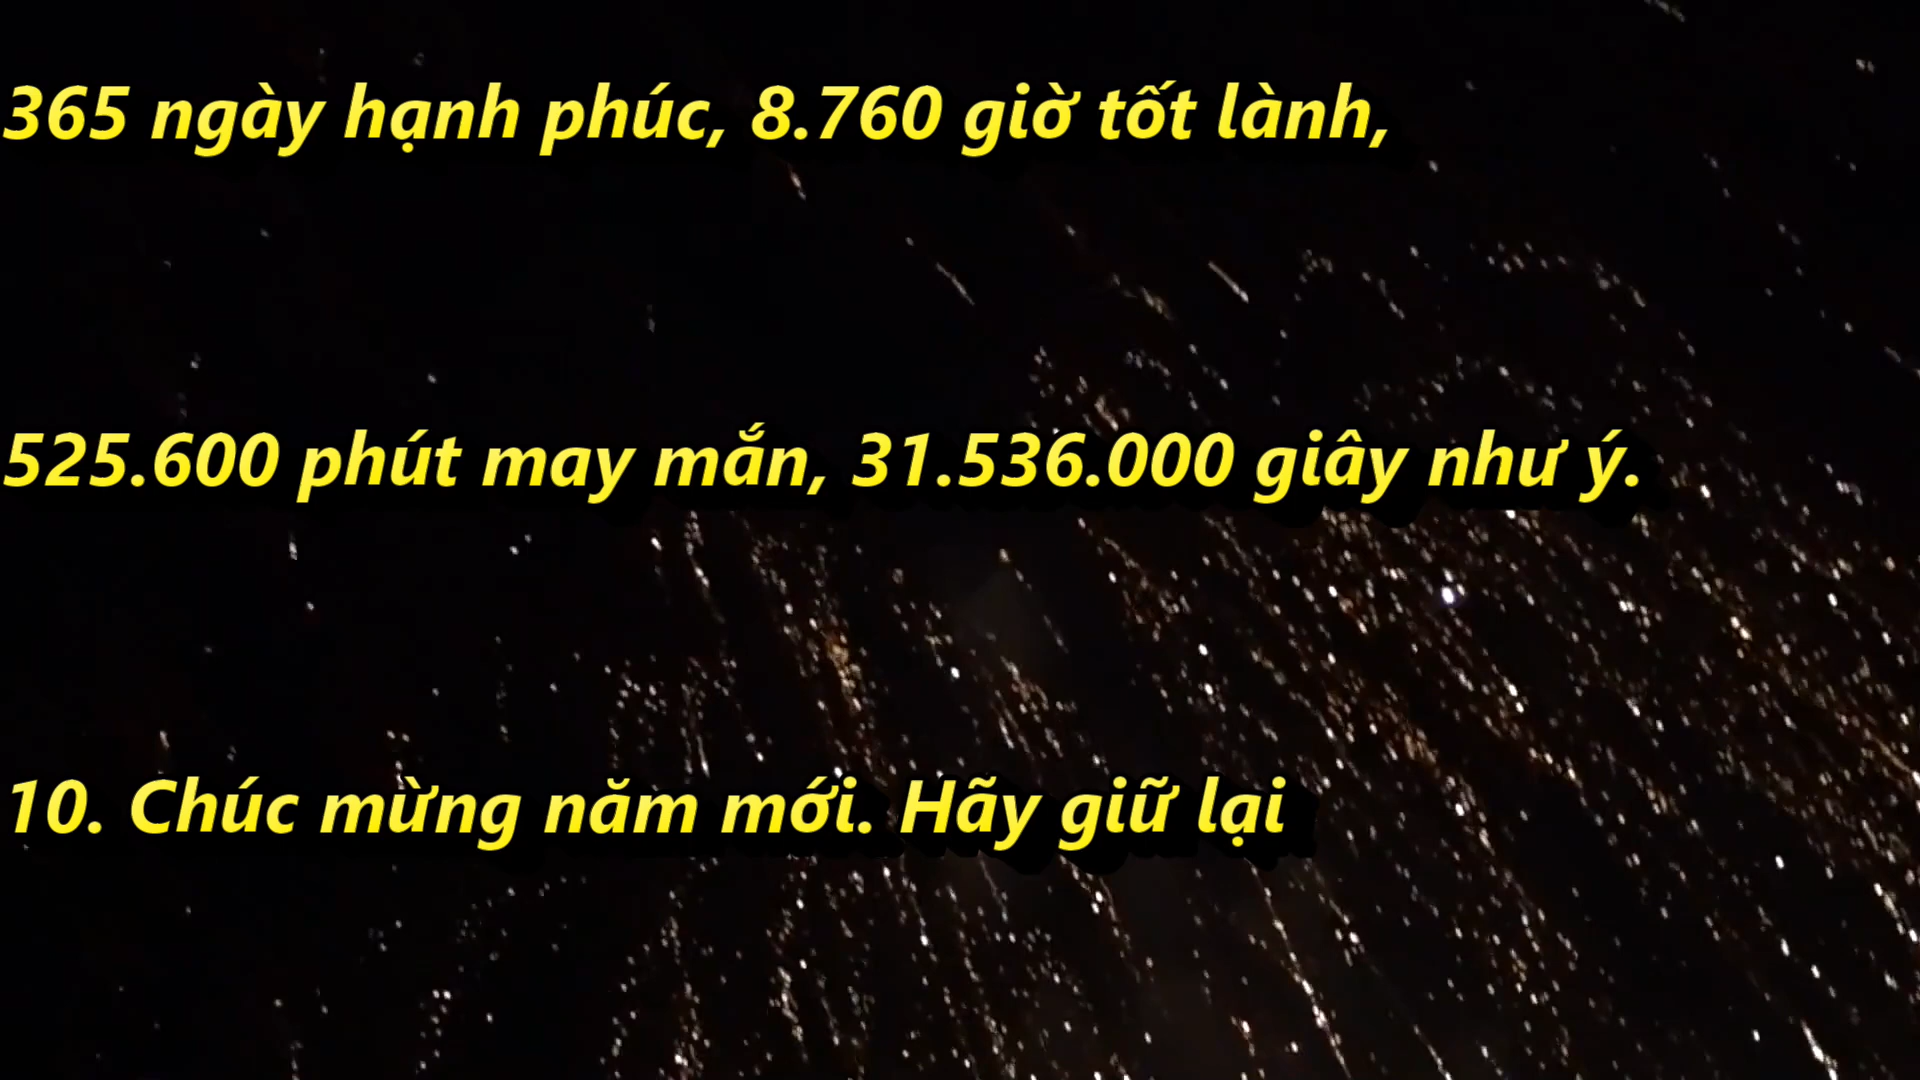 365 ngày hạnh phúc, 8.760 giờ tốt lành,
525.600 phút may mắn, 31.536.000 giây như ý.
10. Chúc mừng năm mới. Hãy giữ lại